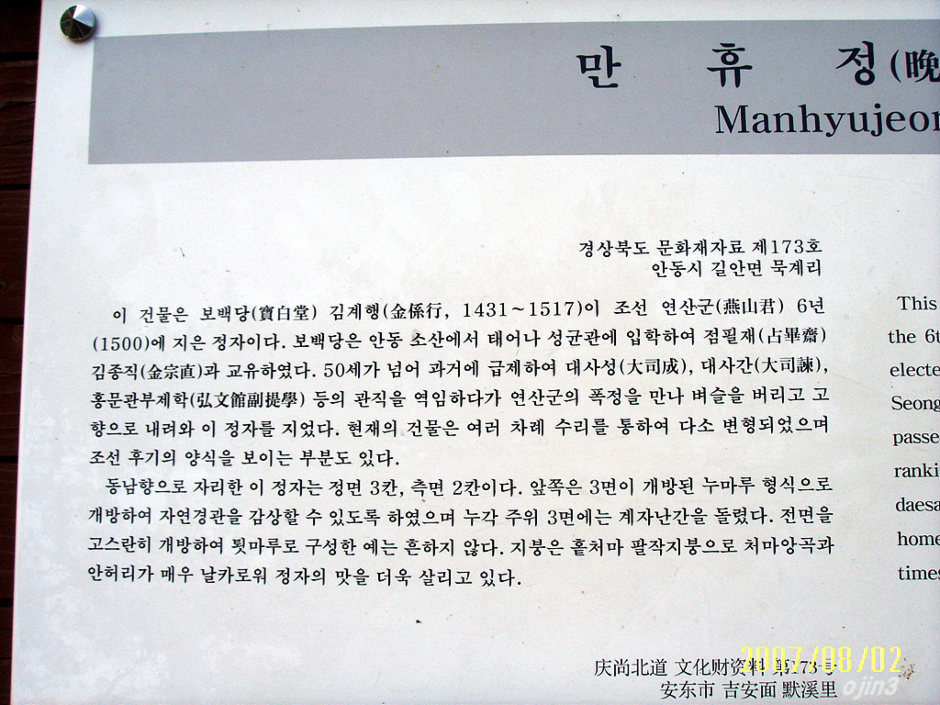 만 휴 정 (晩
Manhyujeon
경상북도 문화재자료 제173호
안동시 길안면 묵계리
이 건물은 보백당(寶白堂) 김계행(金係行, 1431～1517)이 조선 연산군(燕山君) 6년
(1500)에 지은 정자이다. 보백당은 안동 소산에서 태어나 성균관에 입학하여 점필재(占畢齋)
김종직(金宗直)과 교유하였다. 50세가 넘어 과거에 급제하여 대사성(大司成), 대사간(大司諫),
홍문관부제학(弘文館副提學) 등의 관직을 역임하다가 연산군의 폭정을 만나 벼슬을 버리고 고
향으로 내려와 이 정자를 지었다. 현재의 건물은 여러 차례 수리를 통하여 다소 변형되었으며
조선 후기의 양식을 보이는 부분도 있다.
동남향으로 자리한 이 정자는 정면 3칸, 측면 2칸이다. 앞쪽은 3면이 개방된 누마루 형식으로
개방하여 자연경관을 감상할 수 있도록 하였으며 누각 주위 3면에는 계자난간을 돌렸다. 전면을
고스란히 개방하여 툇마루로 구성한 예는 흔하지 않다. 지붕은 홑처마 팔작지붕으로 처마앙곡과
안허리가 매우 날카로워 정자의 맛을 더욱 살리고 있다.
This
the 6t
electe
Seong
passe
ranki
daesa
home
times
庆尚北道 文化财资料 第173号
安东市 吉安面 默溪里
2007/08/02
ojin3